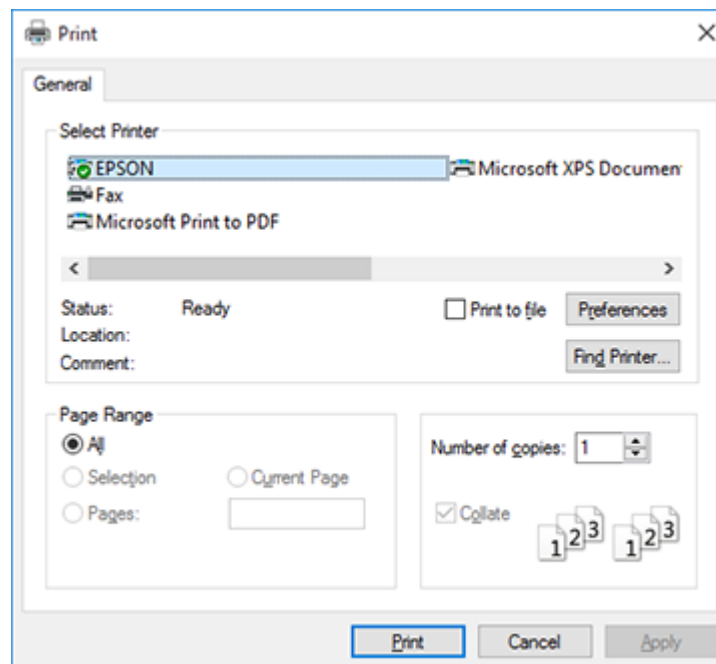 Print
General
Select Printer
EPSON
Microsoft XPS Documen
Fax
Microsoft Print to PDF
Status: Ready
Print to file
Preferences
Location:
Comment:
Find Printer...
Page Range
All
Selection
Current Page
Pages:
Number of copies: 1
Collate
1 2 3 1 2 3
Print Cancel Apply